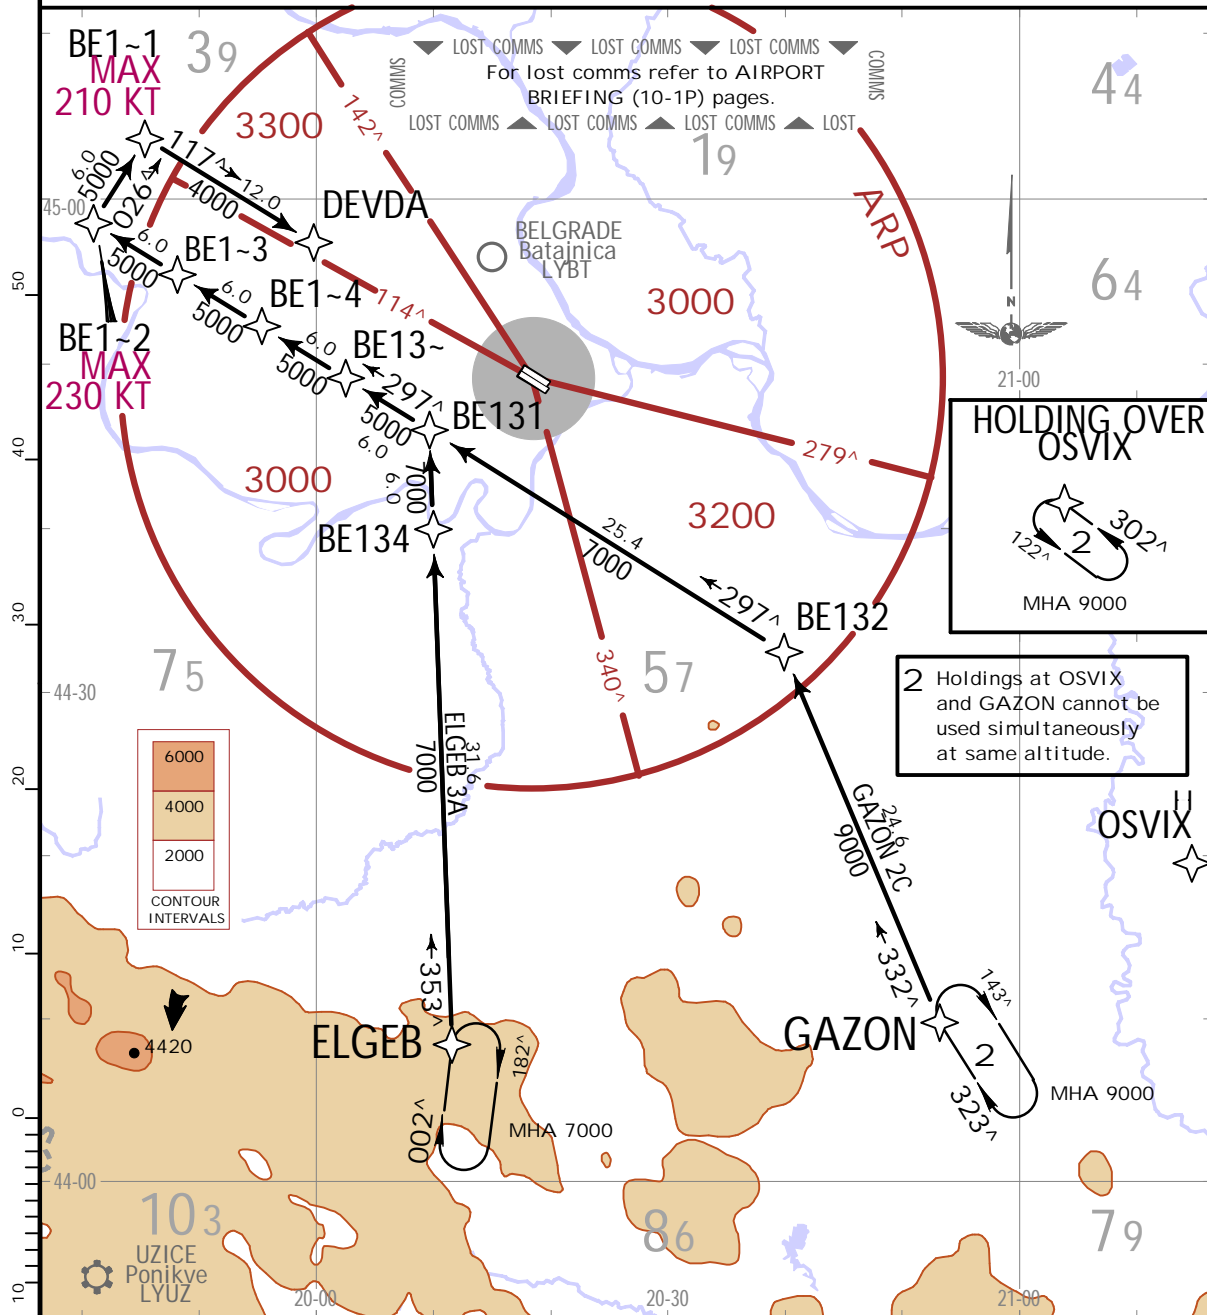 BE1~1
MAX
210 KT
39
LOST COMMS LOST COMMS LOST COMMS
COMMS
For lost comms refer to AIRPORT
BRIEFING (10-1P) pages.
COMMS
LOST COMMS LOST COMMS LOST COMMS LOST
44
3300
142^
19
6.0
5000
026^
117^
12.0
4000
45-00
DEVDA
ARP
BELGRADE
Batajnica
LYBT
6.0
5000
BE1~3
50
6.0
5000
BE1~4
114^
3000
64
N
BE1~2
MAX
230 KT
6.0
5000
BE13~
297^
5000
6.0
BE131
21-00
HOLDING OVER
OSVIX
40
279^
3000
7000
6.0
3200
302^
122^
2
MHA 9000
BE134
25.4
7000
297^
BE132
30
75
340^
57
44-30
2 Holdings at OSVIX
and GAZON cannot be
used simultaneously
at same altitude.
6000
4000
2000
CONTOUR
INTERVALS
ELGEB 3A
31.6
7000
20
GAZON 2C
24.6
9000
OSVIX
10
353^
332^
143^
ELGEB
GAZON
4420
182^
2
002^
MHA 7000
323^
MHA 9000
0
44-00
103
86
79
UZICE
Ponikve
LYUZ
10
20-00
20-30
21-00